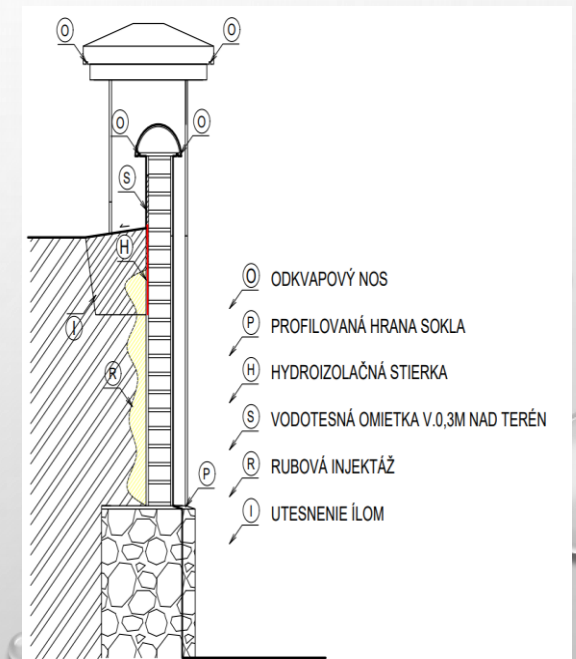 O
O
O
O
S
H
I
R
P
O ODKVAPOVÝ NOS
P PROFILOVANÁ HRANA SOKLA
H HYDROIZOLAČNÁ STIERKA
S VODOTESNÁ OMIETKA V.0,3M NAD TERÉN
R RUBOVÁ INJEKTÁŽ
I UTESNENIE ÍLOM